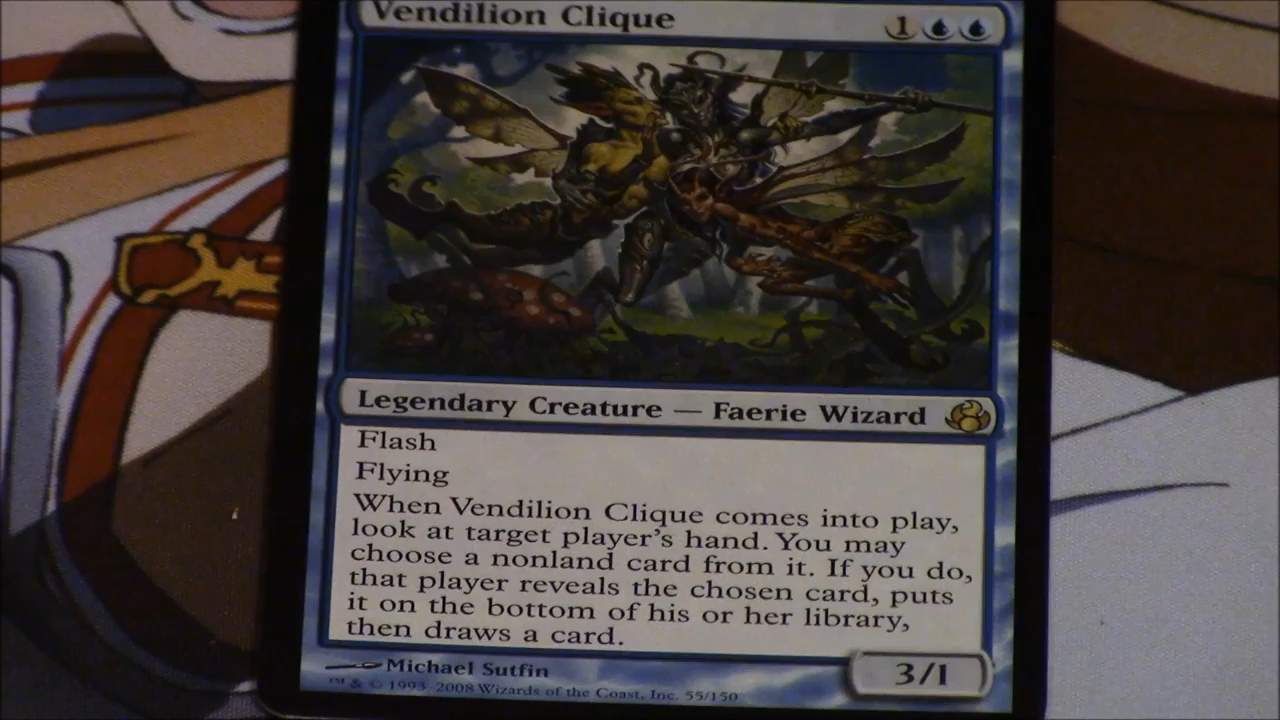 Vendilion Clique 1
Legendary Creature — Faerie Wizard
Flash
Flying
When Vendilion Clique comes into play,
look at target player's hand. You may
choose a nonland card from it. If you do,
that player reveals the chosen card, puts
it on the bottom of his or her library,
then draws a card.
Michael Sutfin
3/1
™ & © 1993–2008 Wizards of the Coast, Inc. 55/150